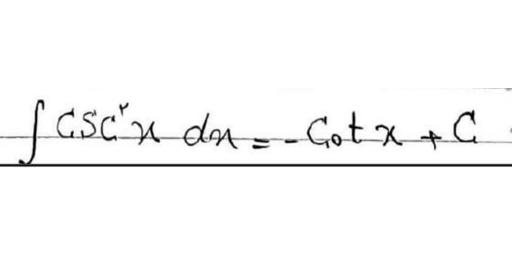 ∫ csc²x dx = - cot x + C